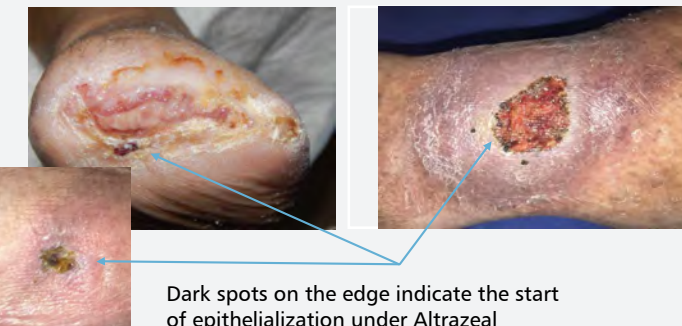 Dark spots on the edge indicate the start
of epithelialization under Altrazeal